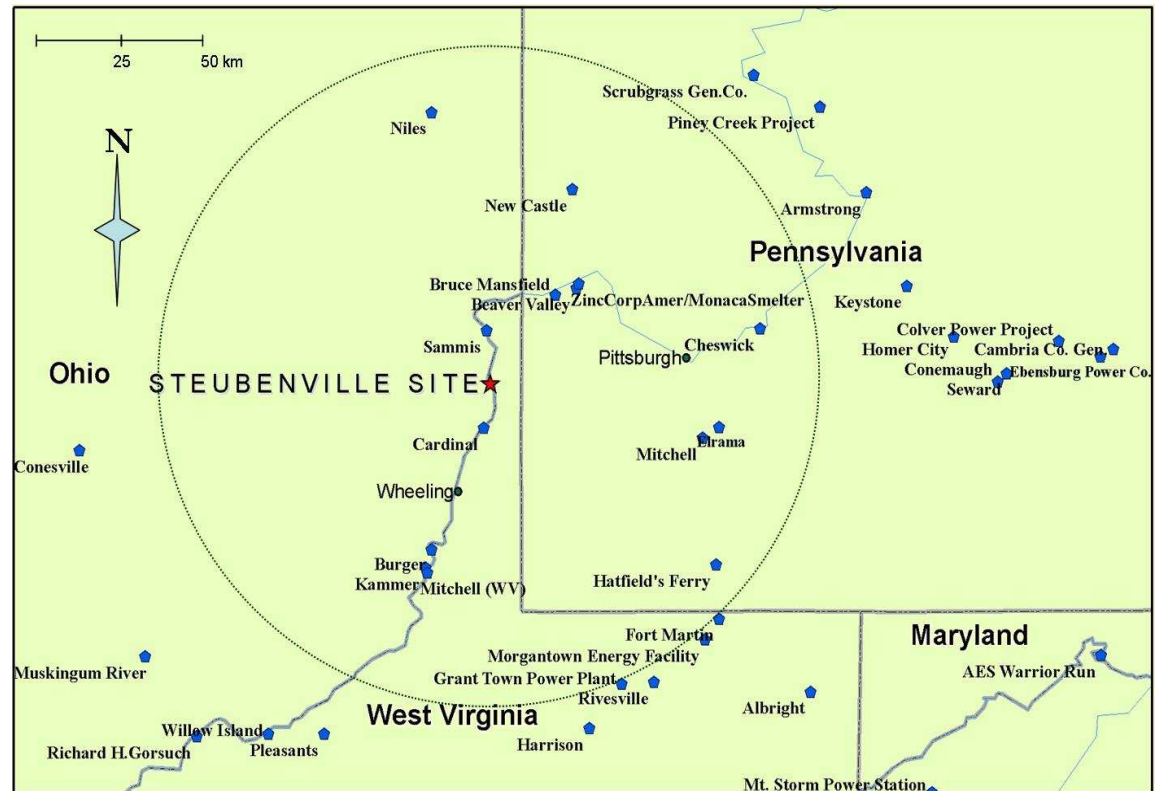 25 50 km
Scrubgrass Gen.Co.
N
Niles
Piney Creek Project
New Castle
Armstrong
Pennsylvania
Bruce Mansfield
Beaver Valley
ZincCorpAmer/MonacaSmelter
Keystone
Colver Power Project
Sammis
Cheswick
Homer City
Cambria Co. Gen.
Pittsburgh
Ohio
STEUBENVILLE SITE
Conemaugh
Ebensburg Power Co.
Seward
Cardinal
Elrama
Mitchell
Conesville
Wheeling
Burger
Kammer
Mitchell (WV)
Hatfield's Ferry
Fort Martin
Maryland
Morgantown Energy Facility
Muskingum River
AES Warrior Run
Grant Town Power Plant
Rivesville
Albright
West Virginia
Willow Island
Harrison
Richard H.Gorsuch
Pleasants
Mt. Storm Power Station